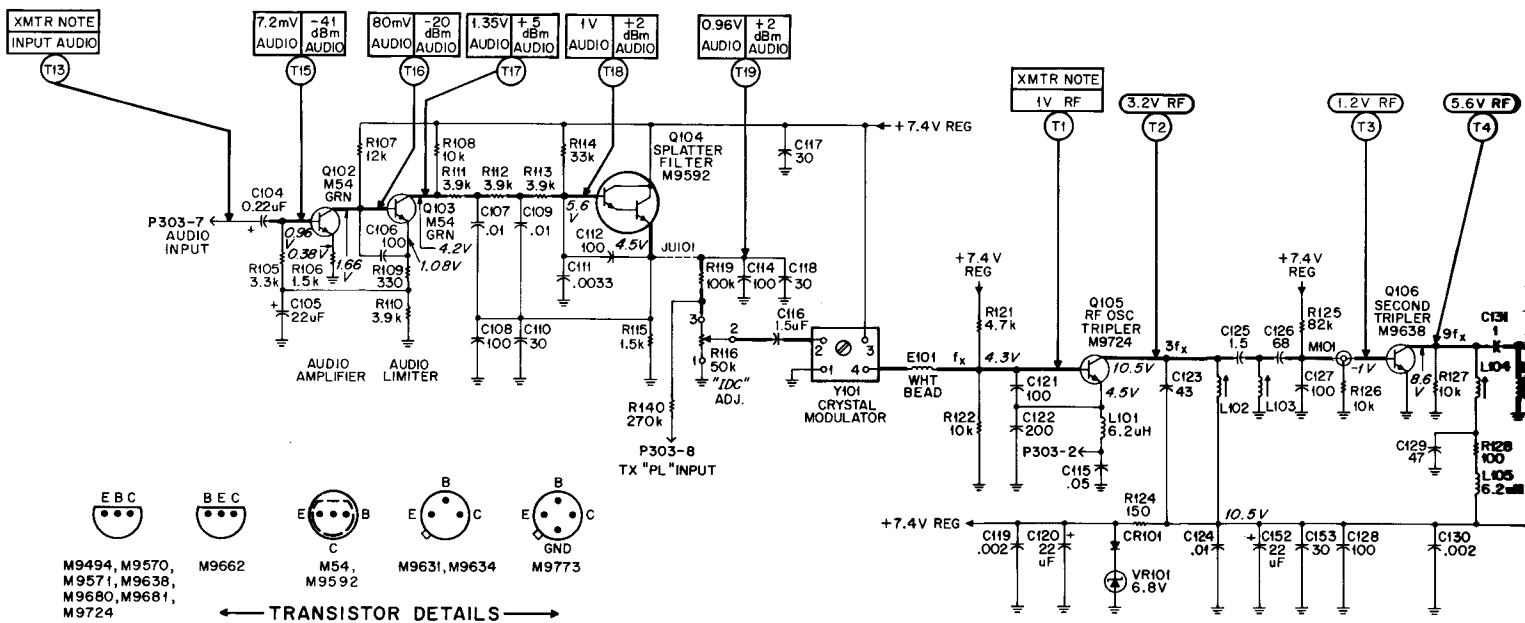 XMTR NOTE
INPUT AUDIO
T13
7.2mV
AUDIO
-41
dBm
AUDIO
T15
80mV
AUDIO
-20
dBm
AUDIO
T16
1.35V
AUDIO
+.5
dBm
AUDIO
T17
1V
AUDIO
+2
dBm
AUDIO
T18
0.96V
AUDIO
+2
dBm
AUDIO
T19
XMTR NOTE
1V RF
T1
3.2V RF
T2
1.2V RF
T3
5.6V RF
T4
+7.4V REG
R107
12k
R108
10k
R114
33k
Q104
SPLATTER
FILTER
M9592
C117
30
Q102
M54
GRN
R111
3.9k
R112
3.9k
R113
3.9k
C104
0.22uF
+
P303-7
AUDIO
INPUT
0.96
V
0.38V
1.66
V
C106
100
Q103
M54
GRN
4.2V
1.08V
C107
.01
C109
.01
5.6
V
C112
100
4.5V
JU101
R105
3.3k
R106
1.5k
R109
330
C111
.0033
R119
100k
C114
100
C118
30
C105
22uF
+
R110
3.9k
C108
100
C110
30
R115
1.5k
3
2
1
R116
50k
"IDC"
ADJ.
C116
1.5uF
AUDIO
AMPLIFIER
AUDIO
LIMITER
R140
270k
P303-8
TX "PL" INPUT
2
3
1
4
Y101
CRYSTAL
MODULATOR
E101
WHT
BEAD
fx
+7.4V
REG
R121
4.7k
4.3V
Q105
RF OSC
TRIPLER
M9724
10.5V
4.5V
3fx
C121
100
C122
200
R122
10k
L101
6.2uH
P303-2
C115
.05
C123
43
C125
1.5
C126
68
L102
L103
+7.4V
REG
R125
82k
M101
C127
100
R126
10k
-1V
Q106
SECOND
TRIPLER
M9638
9fx
8.6
V
R127
10k
C131
1
L104
C129
47
R128
100
L105
6.2uH
+7.4V REG
R124
150
10.5V
C119
.002
C120
22
uF
+
CR101
VR101
6.8V
C124
.01
+
C152
22
uF
C153
30
C128
100
C130
.002
E B C
M9494, M9570,
M9571, M9638,
M9680, M9681,
M9724
B E C
M9662
E
B
C
M54,
M9592
B
E
C
M9631, M9634
B
E
C
GND
M9773
TRANSISTOR DETAILS